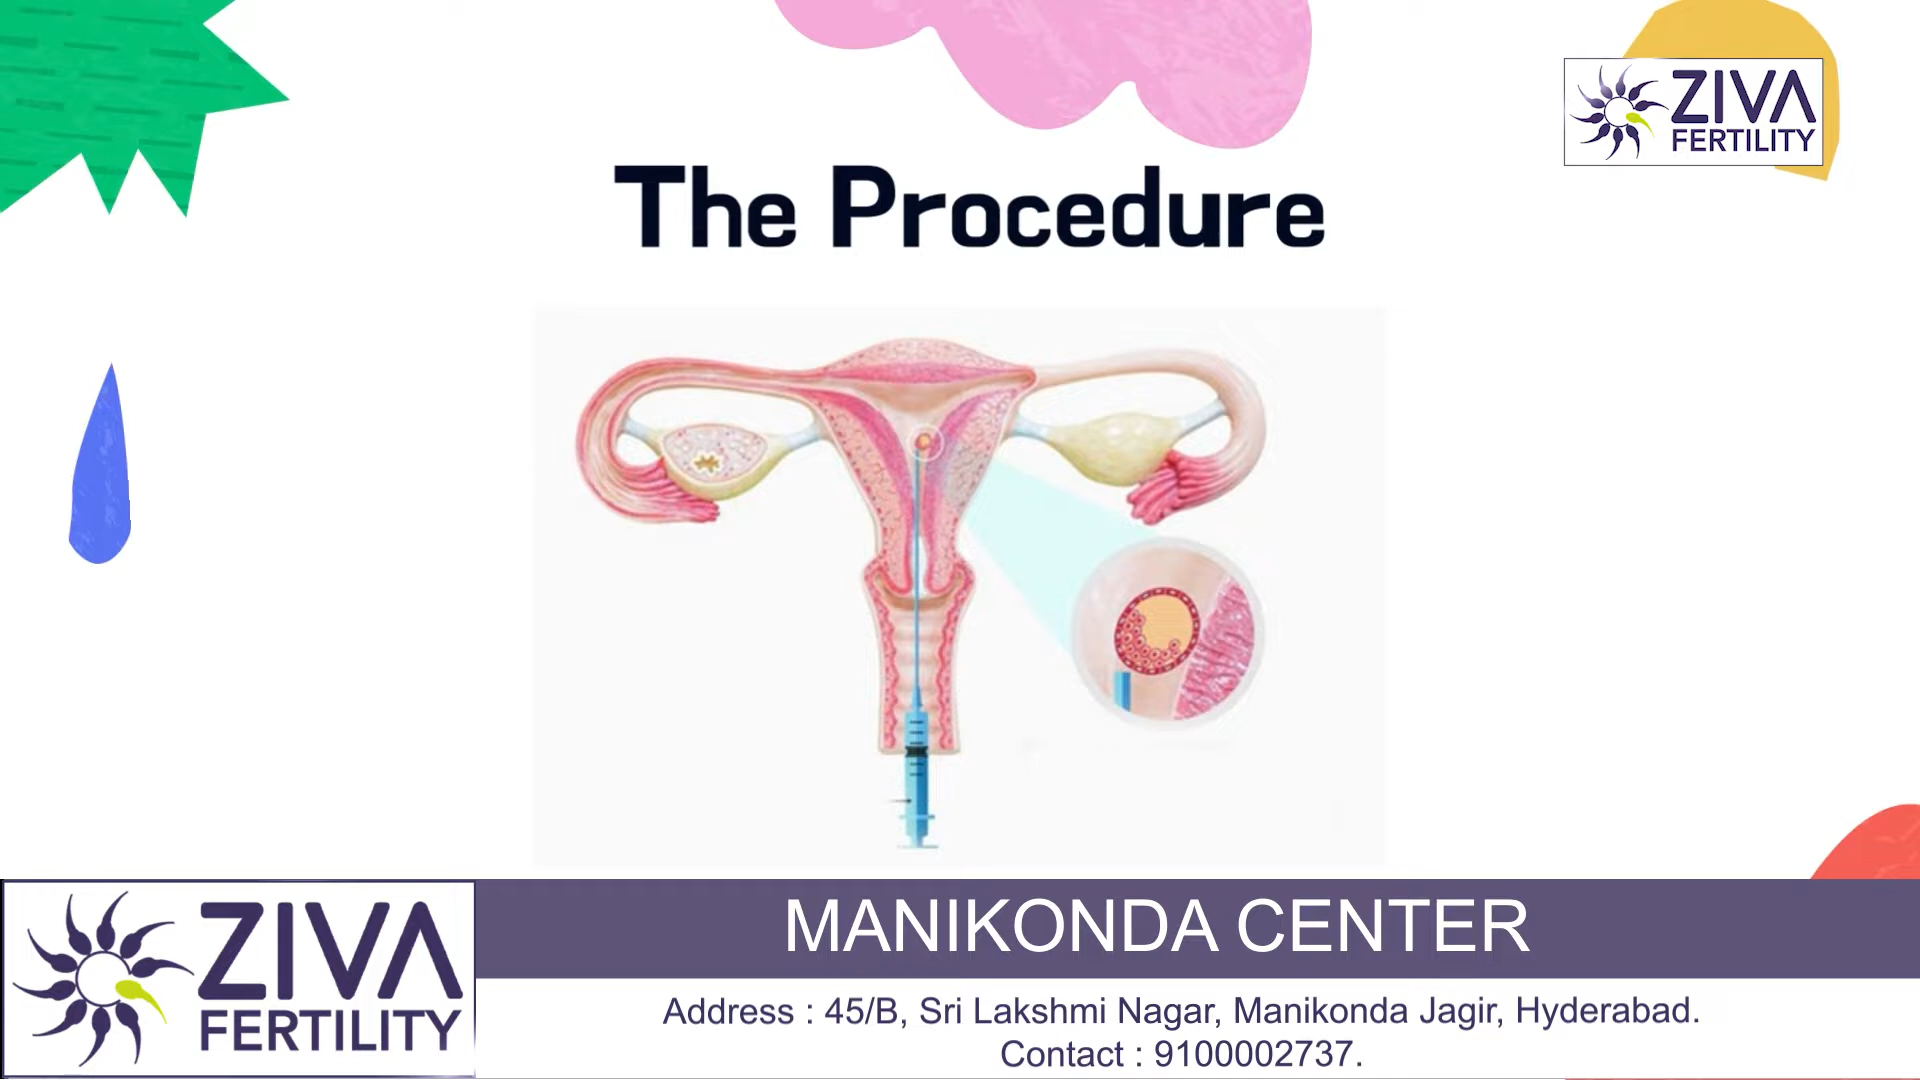 ZIVA
FERTILITY
The Procedure
ZIVA
FERTILITY
MANIKONDA CENTER
Address : 45/B, Sri Lakshmi Nagar, Manikonda Jagir, Hyderabad.
Contact : 9100002737.